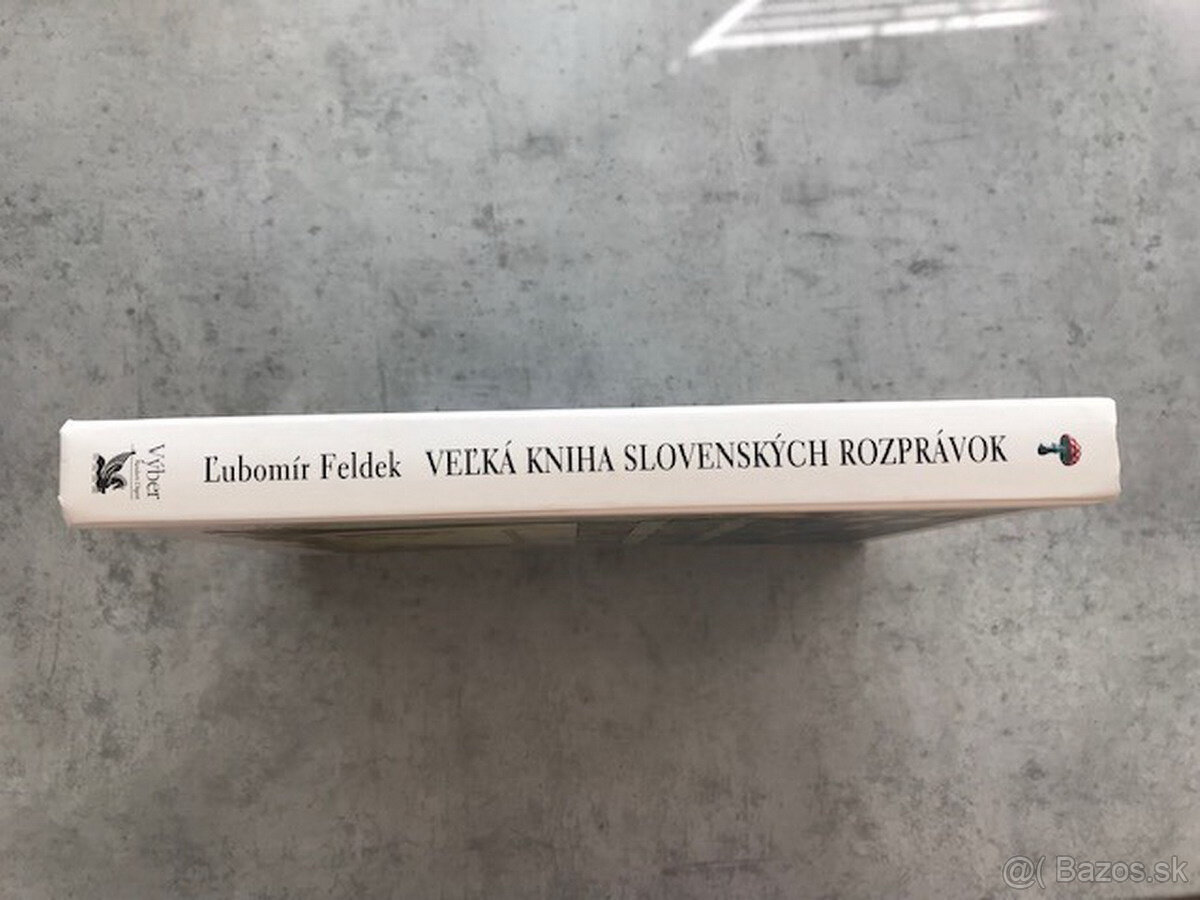 Výber
Ľubomír Feldek VEĽKÁ KNIHA SLOVENSKÝCH ROZPRÁVOK
@( Bazos.sk